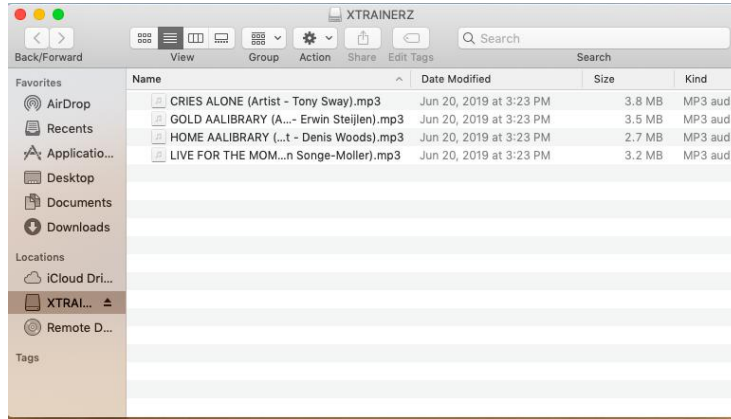 XTRAINERZ
Search
Back/Forward View Group Action Share Edit Tags Search
Favorites
AirDrop
Recents
Applicatio...
Desktop
Documents
Downloads
Locations
iCloud Dri...
XTRAI...
Remote D...
Tags
Name Date Modified Size Kind
CRIES ALONE (Artist - Tony Sway).mp3 Jun 20, 2019 at 3:23 PM 3.8 MB MP3 aud
GOLD AALIBRARY (A...- Erwin Steijlen).mp3 Jun 20, 2019 at 3:23 PM 3.5 MB MP3 aud
HOME AALIBRARY (...t - Denis Woods).mp3 Jun 20, 2019 at 3:23 PM 2.7 MB MP3 aud
LIVE FOR THE MOM...n Songe-Moller).mp3 Jun 20, 2019 at 3:23 PM 3.2 MB MP3 aud